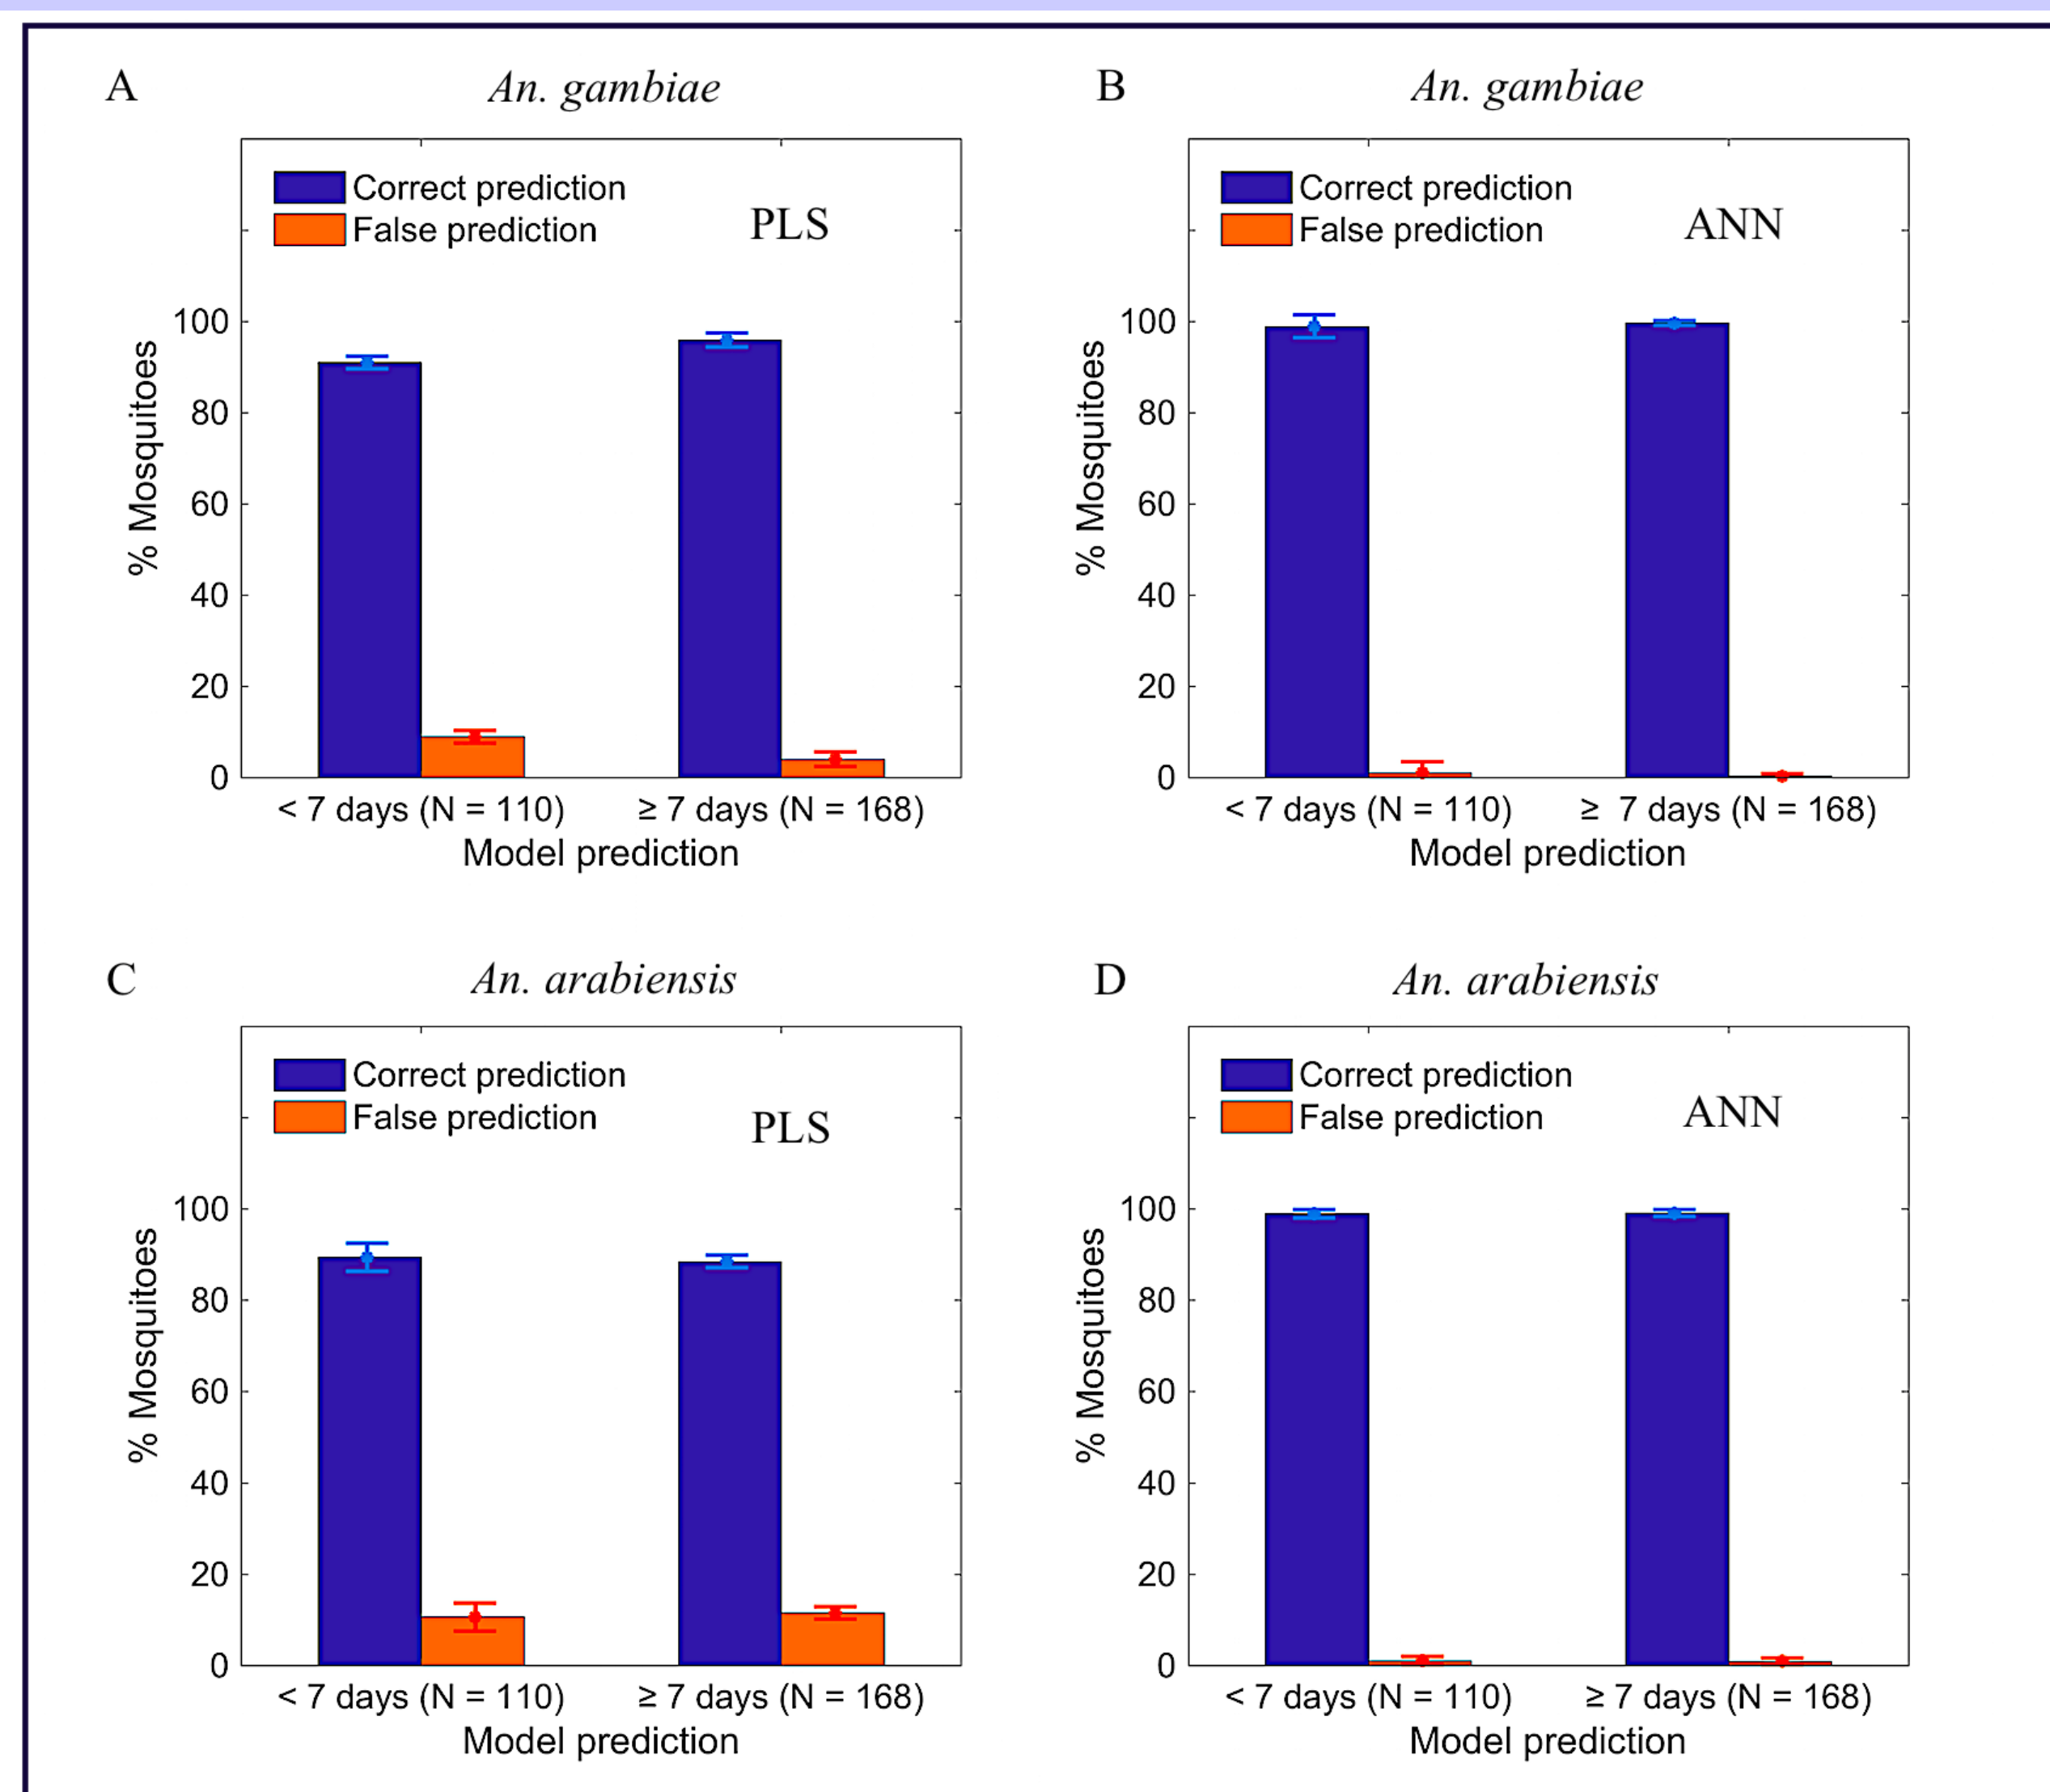 A
An. gambiae
Correct prediction
False prediction
PLS
% Mosquitoes
100
80
60
40
20
0
< 7 days (N = 110)
≥ 7 days (N = 168)
Model prediction
B
An. gambiae
Correct prediction
False prediction
ANN
% Mosquitoes
100
80
60
40
20
0
< 7 days (N = 110)
≥ 7 days (N = 168)
Model prediction
C
An. arabiensis
Correct prediction
False prediction
PLS
% Mosquitoes
100
80
60
40
20
0
< 7 days (N = 110)
≥ 7 days (N = 168)
Model prediction
D
An. arabiensis
Correct prediction
False prediction
ANN
% Mosquitoes
100
80
60
40
20
0
< 7 days (N = 110)
≥ 7 days (N = 168)
Model prediction